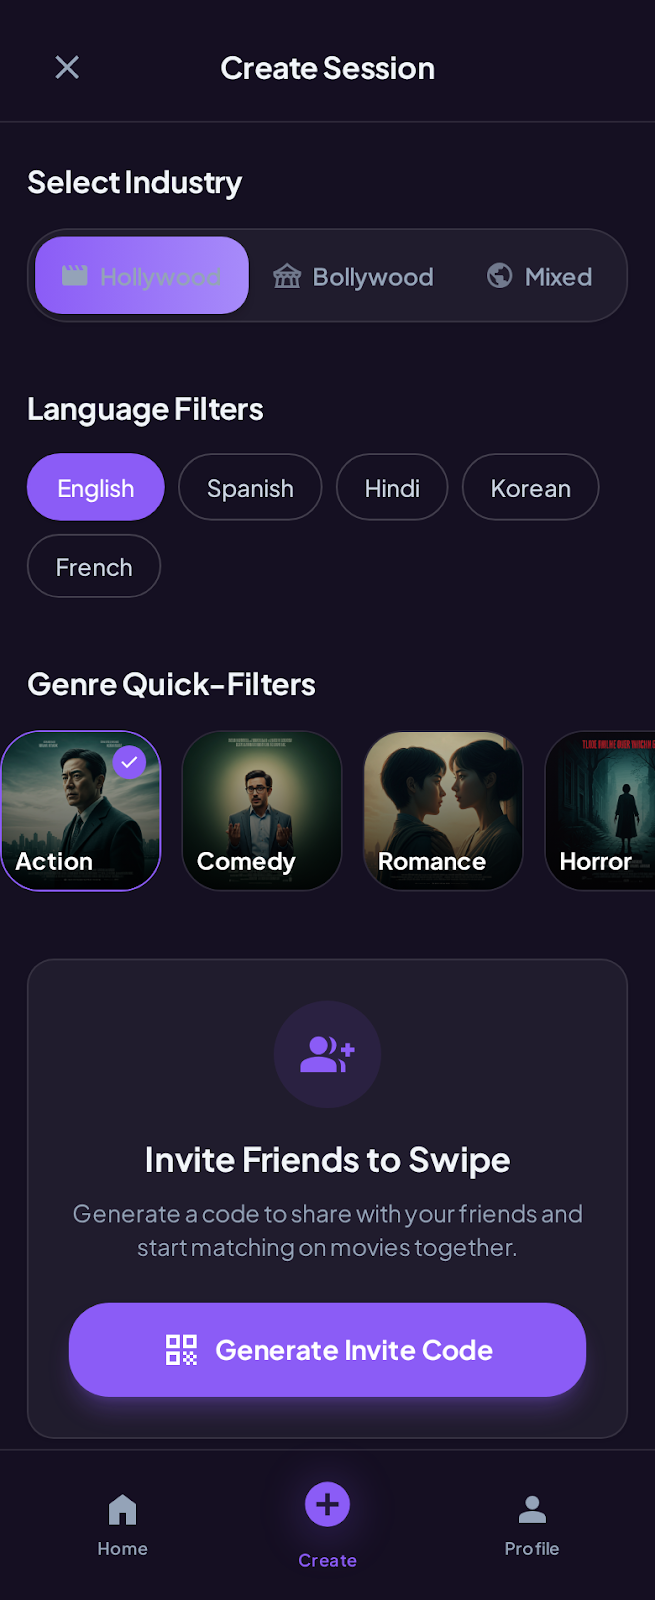 Create Session
Select Industry
Hollywood
Bollywood
Mixed
Language Filters
English
Spanish
Hindi
Korean
French
Genre Quick-Filters
Action
Comedy
Romance
Horror
Invite Friends to Swipe
Generate a code to share with your friends and
start matching on movies together.
Generate Invite Code
Home
Create
Profile